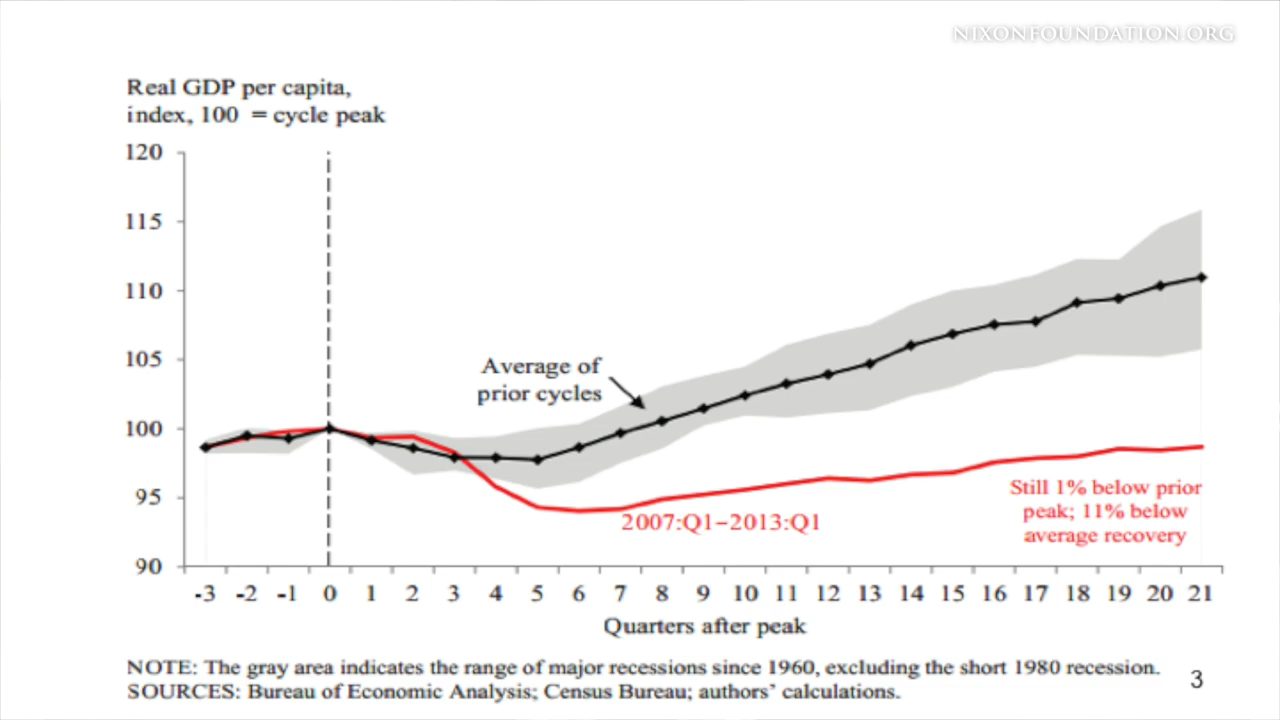 NIXONFOUNDATION.ORG
Real GDP per capita,
index, 100 = cycle peak
120
115
110
105
100
95
90
Average of
prior cycles
2007:Q1–2013:Q1
Still 1% below prior
peak; 11% below
average recovery
-3 -2 -1 0 1 2 3 4 5 6 7 8 9 10 11 12 13 14 15 16 17 18 19 20 21
Quarters after peak
NOTE: The gray area indicates the range of major recessions since 1960, excluding the short 1980 recession.
SOURCES: Bureau of Economic Analysis; Census Bureau; authors’ calculations.
3